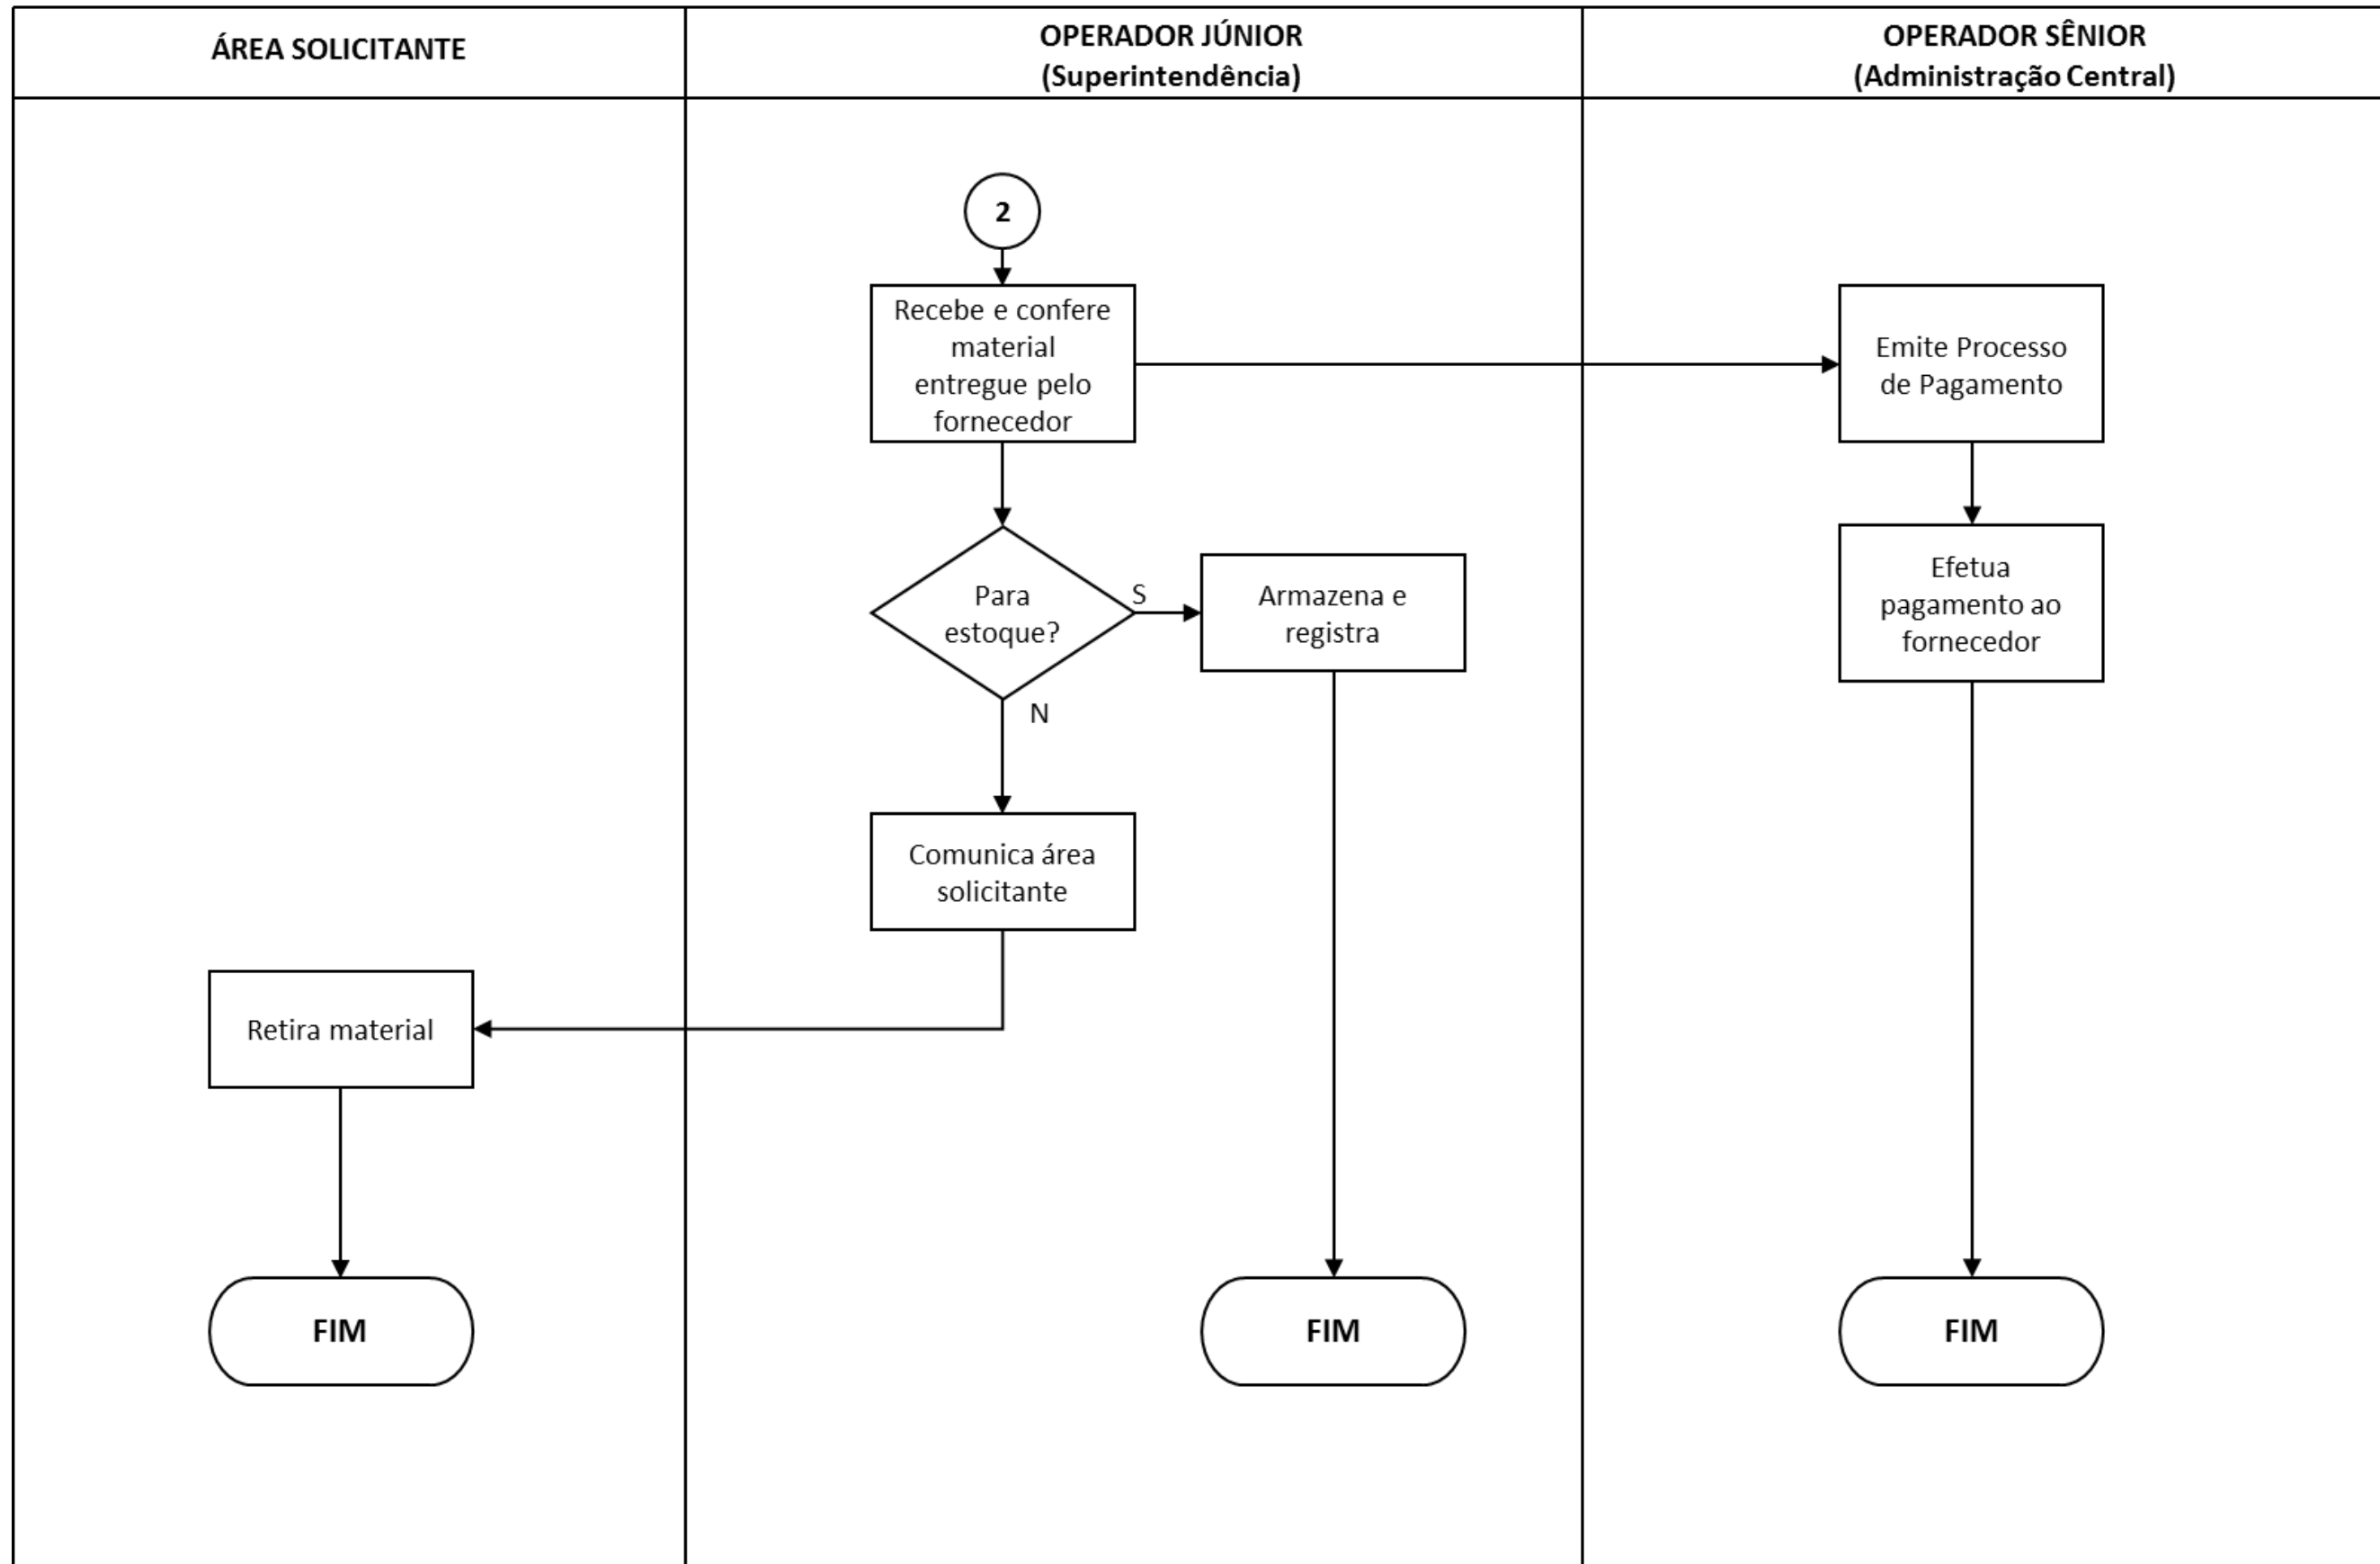 ÁREA SOLICITANTE
OPERADOR JÚNIOR
(Superintendência)
OPERADOR SÊNIOR
(Administração Central)
2
Recebe e confere
material
entregue pelo
fornecedor
Emite Processo
de Pagamento
Para
estoque?
S
Armazena e
registra
Efetua
pagamento ao
fornecedor
N
Comunica área
solicitante
Retira material
FIM
FIM
FIM